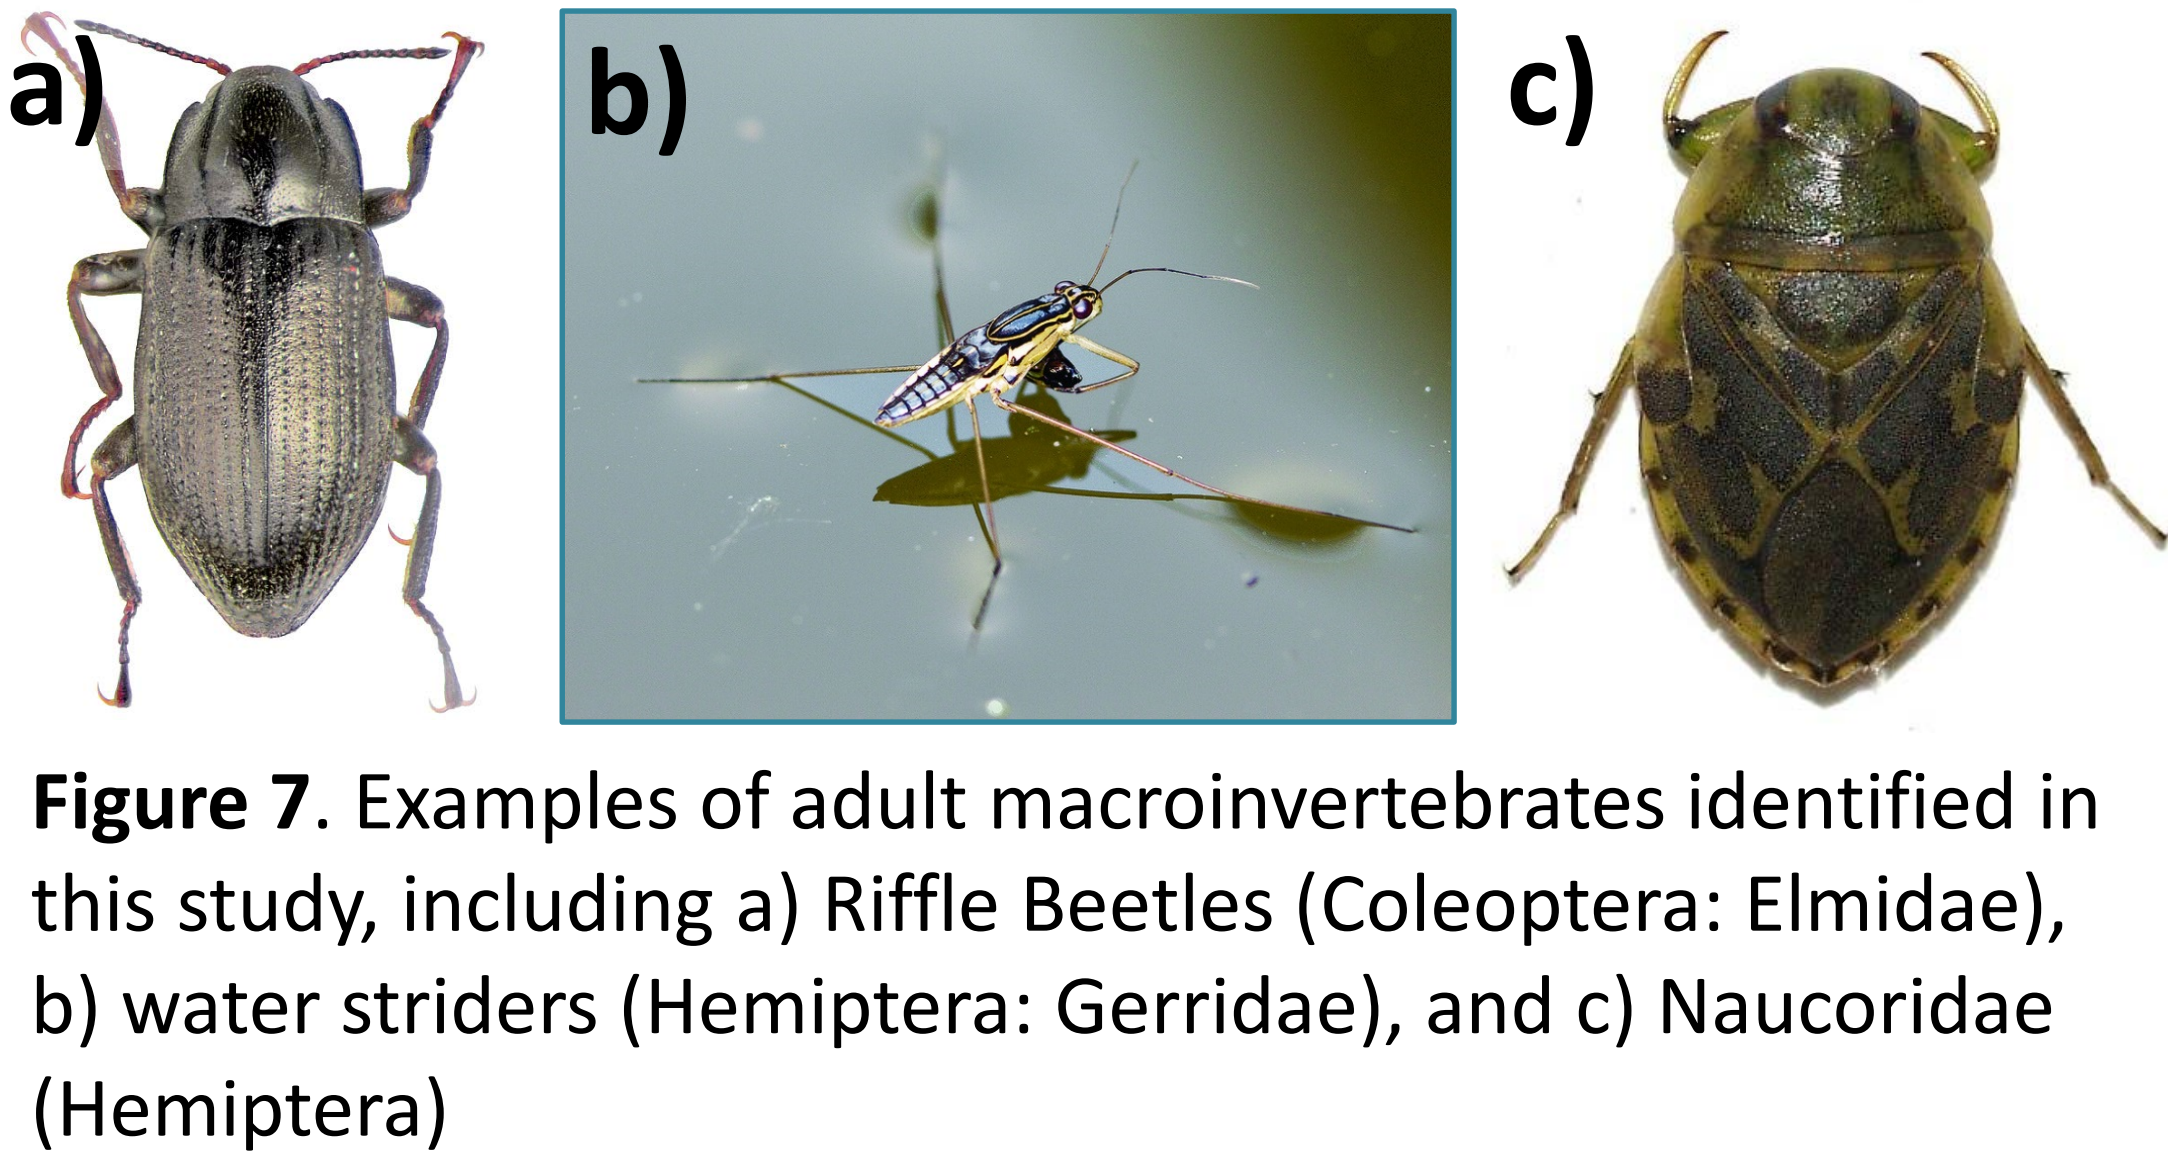 a)
b)
c)
Figure 7. Examples of adult macroinvertebrates identified in
this study, including a) Riffle Beetles (Coleoptera: Elmidae),
b) water striders (Hemiptera: Gerridae), and c) Naucoridae
(Hemiptera)